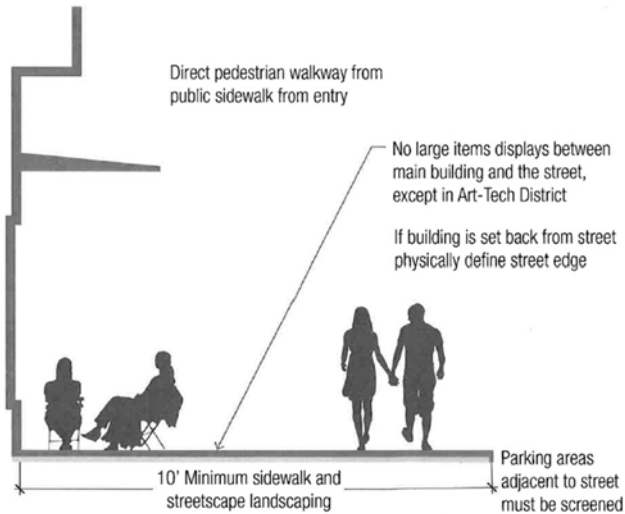 Direct pedestrian walkway from
public sidewalk from entry
No large items displays between
main building and the street,
except in Art-Tech District
If building is set back from street
physically define street edge
10' Minimum sidewalk and
streetscape landscaping
Parking areas
adjacent to street
must be screened